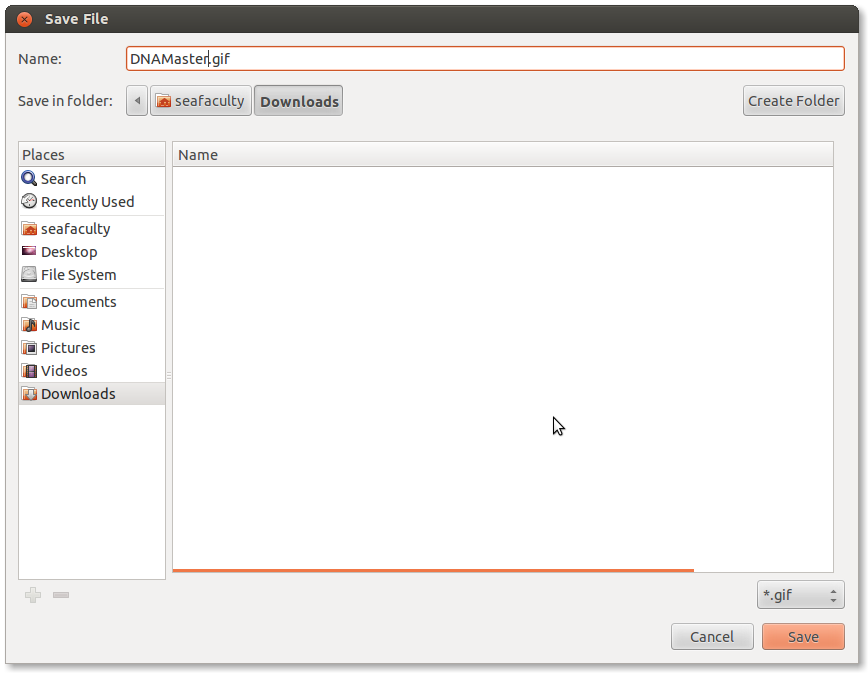 Save File
Name: DNAMaster.gif
Save in folder: seafaculty Downloads Create Folder
Places Name
Search
Recently Used
seafaculty
Desktop
File System
Documents
Music
Pictures
Videos
Downloads
*.gif
Cancel Save